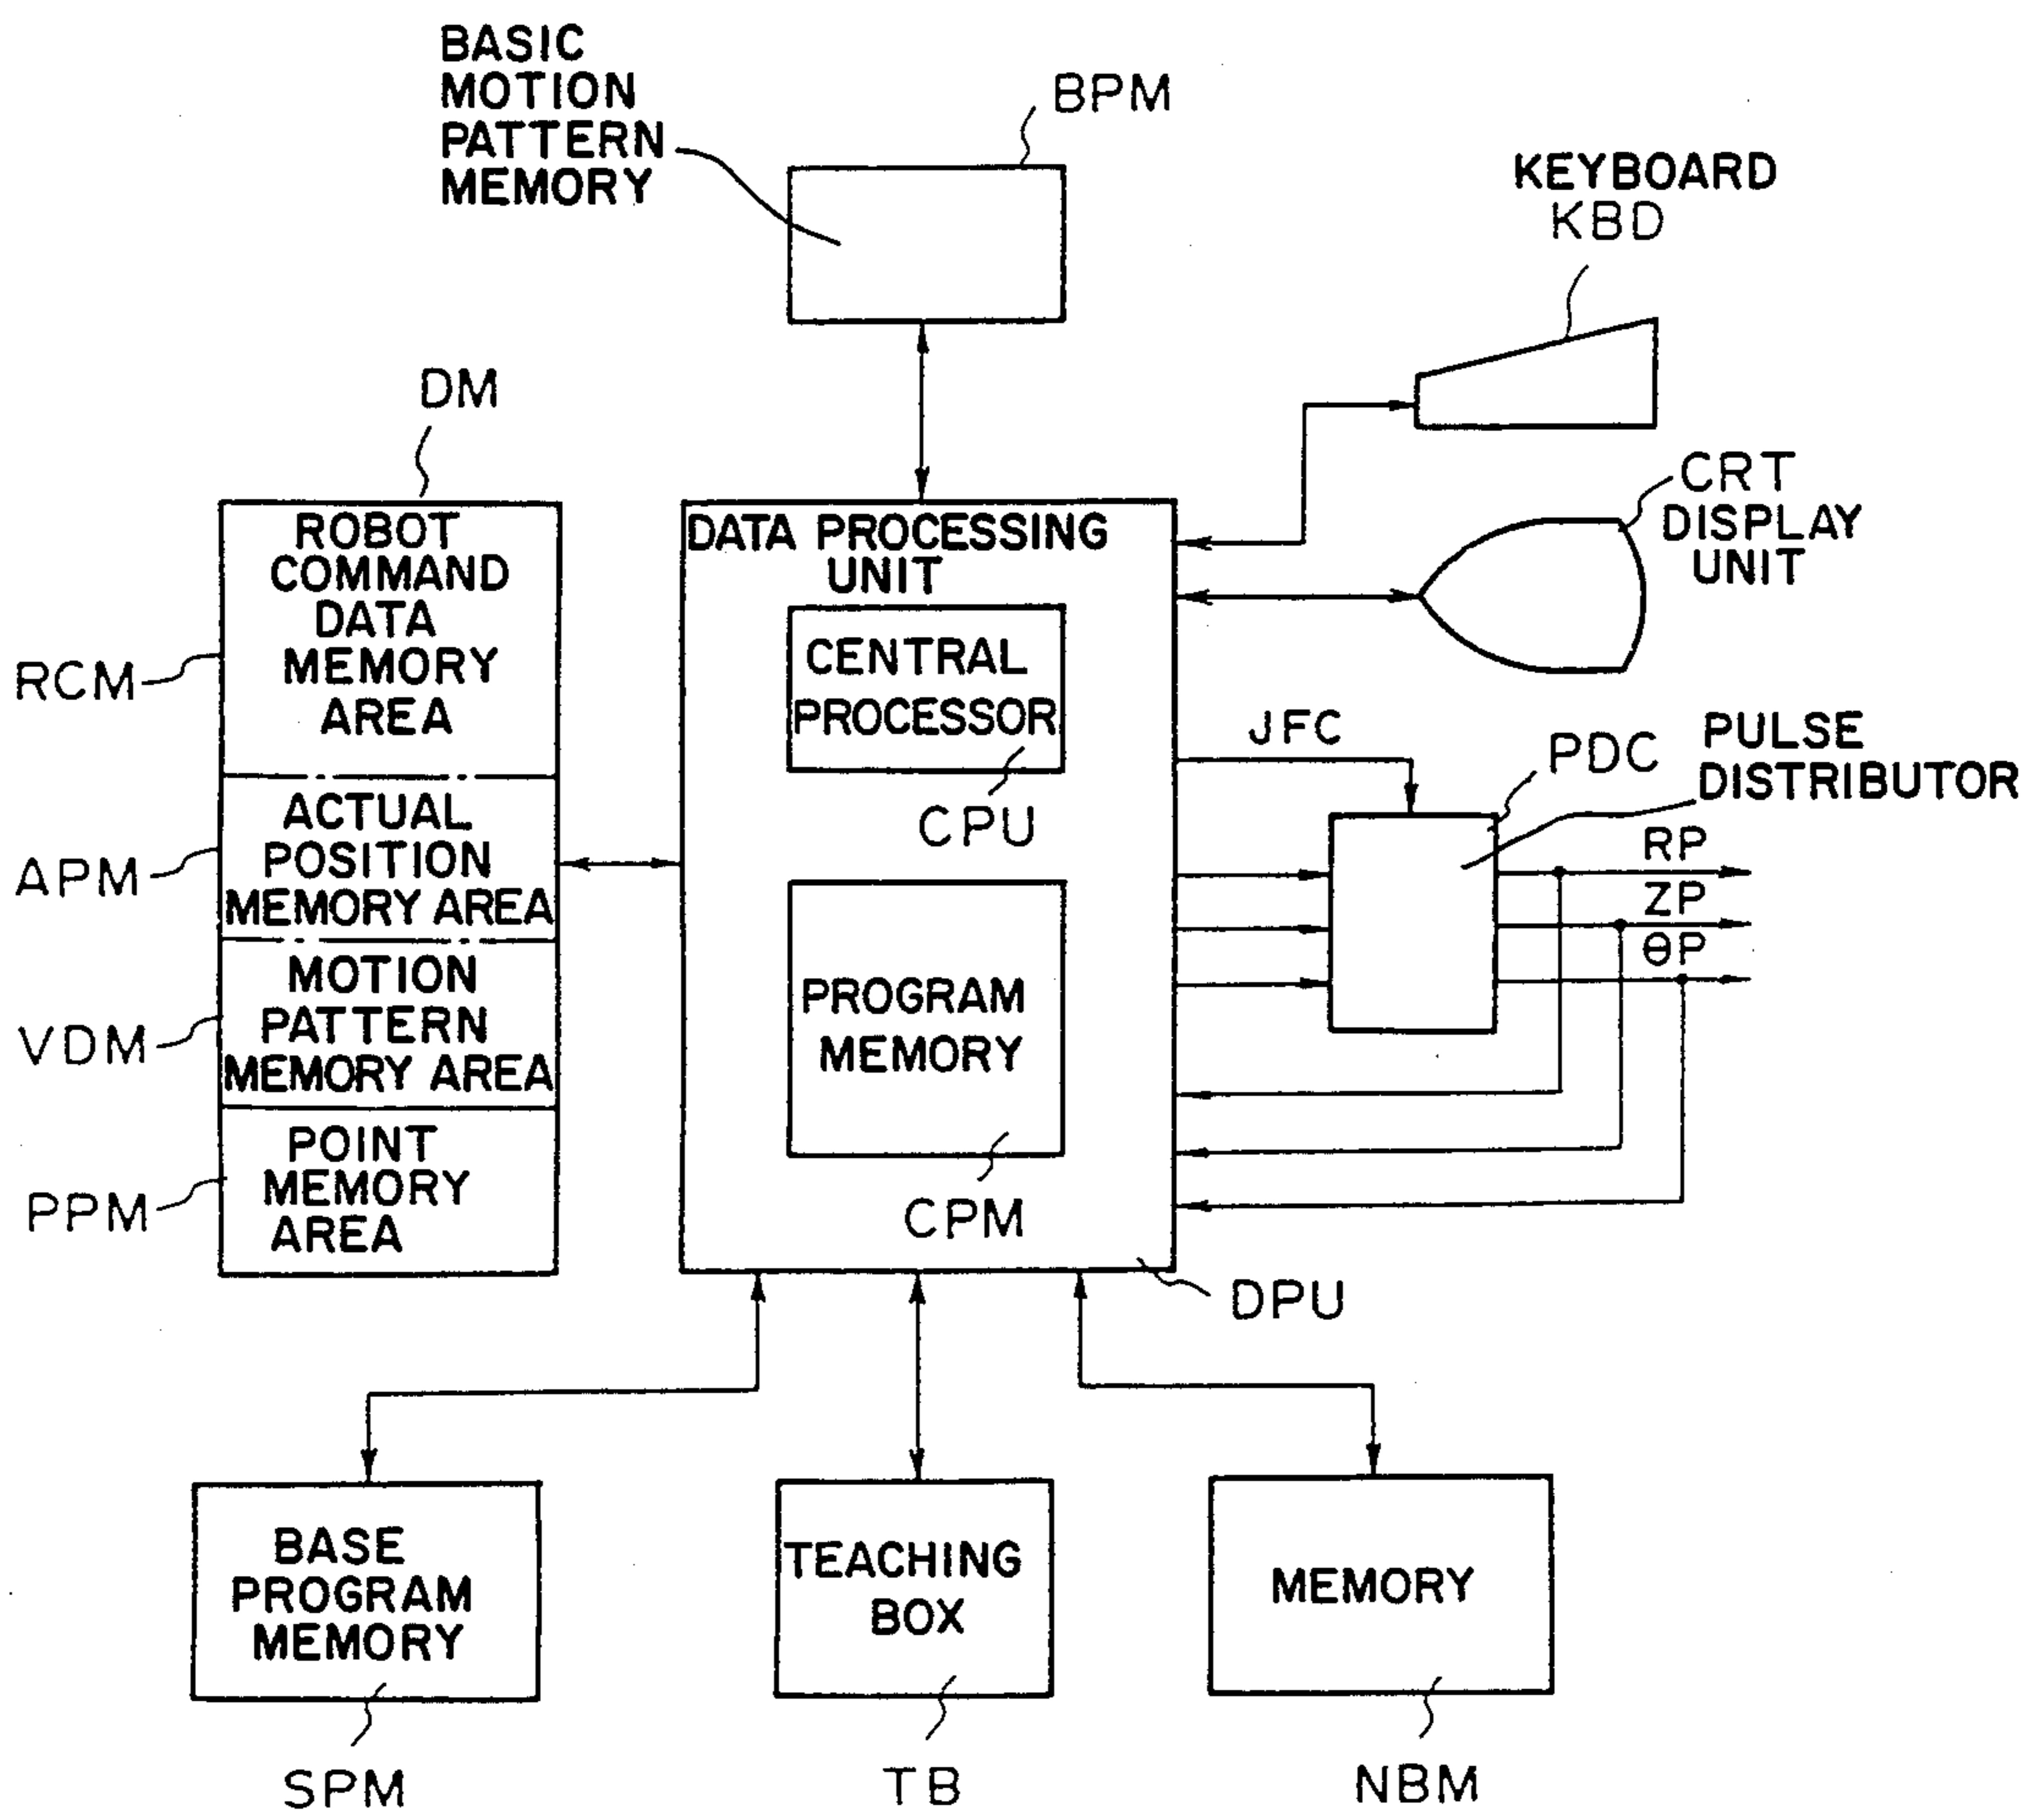 BASIC
MOTION
PATTERN
MEMORY
BPM
KEYBOARD
KBD
DM
CRT
DISPLAY
UNIT
ROBOT
COMMAND
DATA
MEMORY
AREA
RCM
ACTUAL
POSITION
MEMORY AREA
APM
MOTION
PATTERN
MEMORY AREA
VDM
POINT
MEMORY
AREA
PPM
DATA PROCESSING
UNIT
CENTRAL
PROCESSOR
CPU
PROGRAM
MEMORY
CPM
DPU
JFC
PDC
PULSE
DISTRIBUTOR
RP
ZP
θP
BASE
PROGRAM
MEMORY
SPM
TEACHING
BOX
TB
MEMORY
NBM